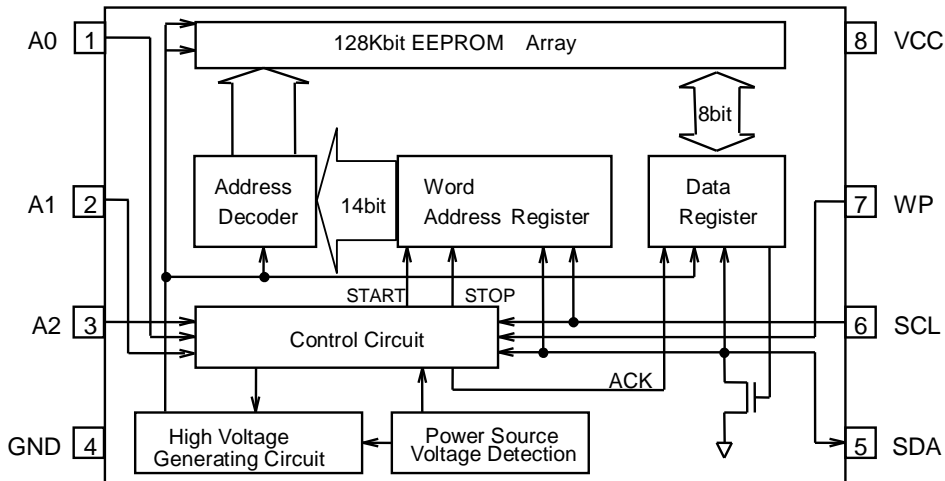 A0 1
128Kbit EEPROM Array
8 VCC
8bit
A1 2
Address
Decoder
14bit
Word
Address Register
Data
Register
7 WP
START
STOP
A2 3
Control Circuit
6 SCL
ACK
GND 4
High Voltage
Generating Circuit
Power Source
Voltage Detection
5 SDA